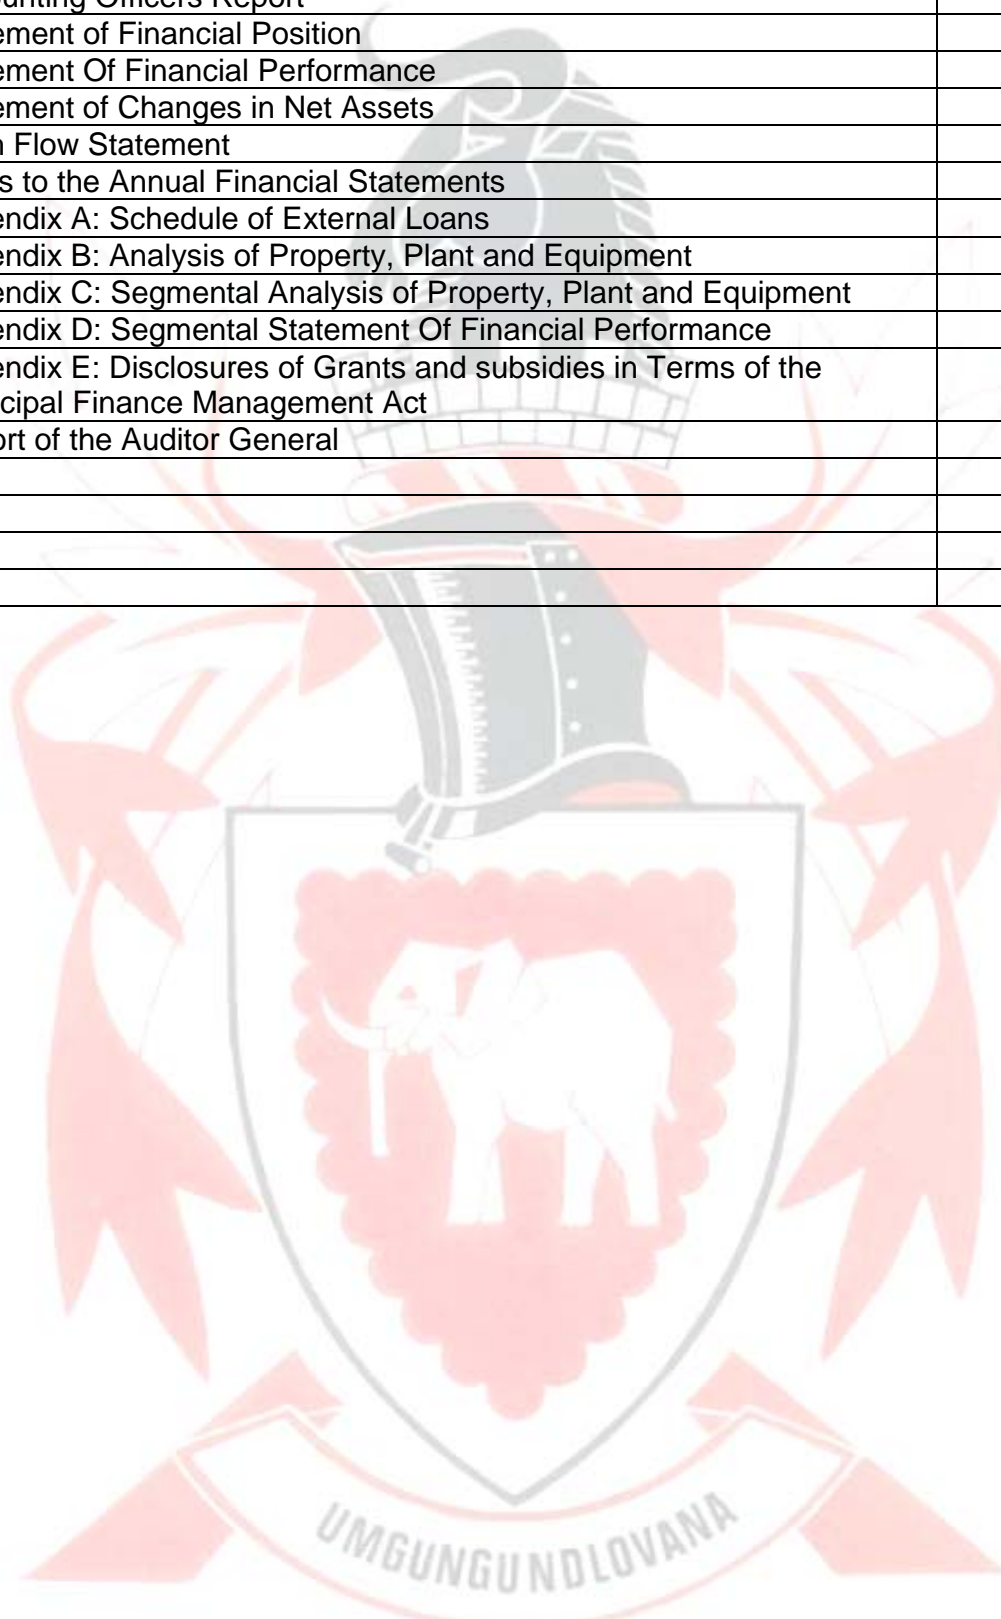 unting Officers Report
ement of Financial Position
ement Of Financial Performance
ement of Changes in Net Assets
n Flow Statement
s to the Annual Financial Statements
endix A: Schedule of External Loans
endix B: Analysis of Property, Plant and Equipment
endix C: Segmental Analysis of Property, Plant and Equipment
endix D: Segmental Statement Of Financial Performance
endix E: Disclosures of Grants and subsidies in Terms of the
icipal Finance Management Act
ort of the Auditor General
UMGUNGUNDLOVANA